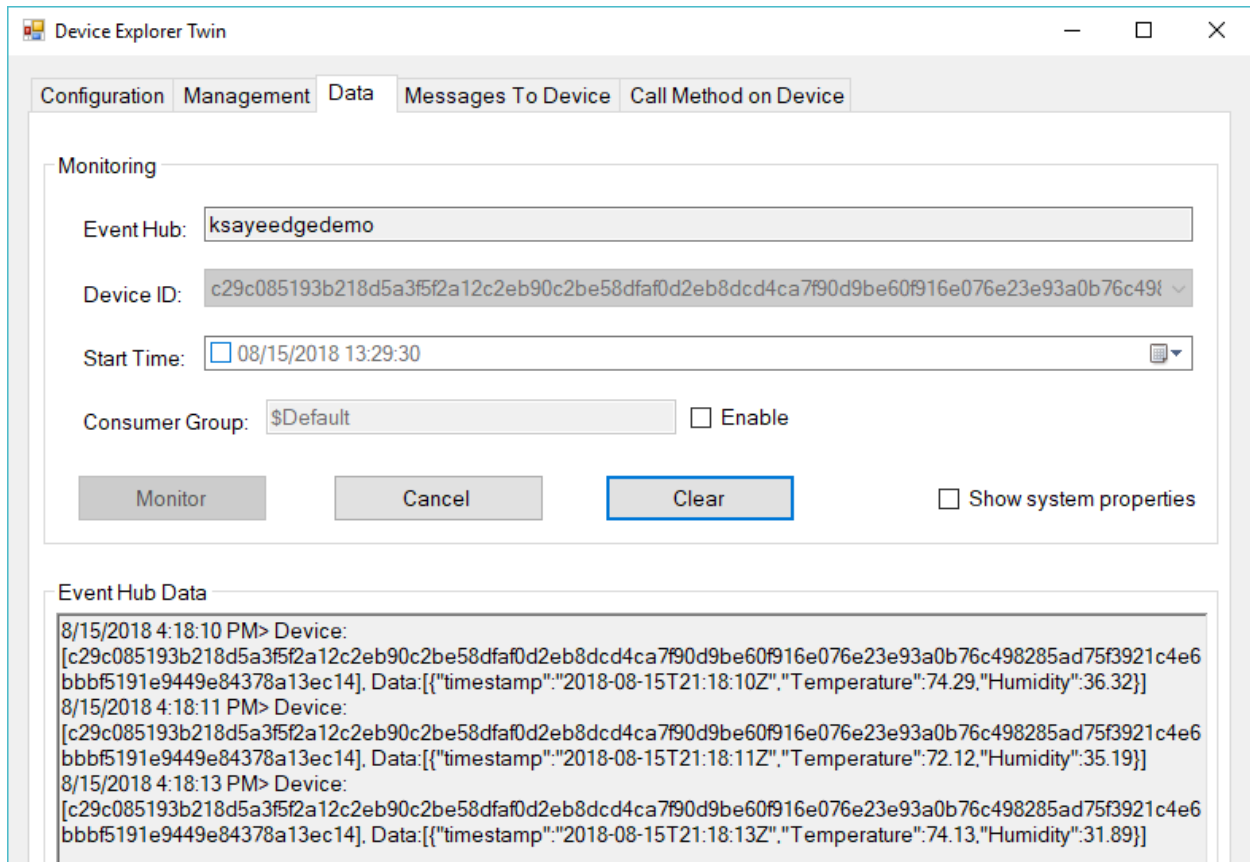 Device Explorer Twin
Configuration Management Data Messages To Device Call Method on Device
Monitoring
Event Hub: ksayeedgedemo
Device ID: c29c085193b218d5a3f5f2a12c2eb90c2be58dfaf0d2eb8dcd4ca7f90d9be60f916e076e23e93a0b76c498
Start Time: 08/15/2018 13:29:30
Consumer Group: $Default Enable
Monitor Cancel Clear Show system properties
Event Hub Data
8/15/2018 4:18:10 PM> Device:
[c29c085193b218d5a3f5f2a12c2eb90c2be58dfaf0d2eb8dcd4ca7f90d9be60f916e076e23e93a0b76c498285ad75f3921c4e6
bbbf5191e9449e84378a13ec14], Data:[{"timestamp":"2018-08-15T21:18:10Z","Temperature":74.29,"Humidity":36.32}]
8/15/2018 4:18:11 PM> Device:
[c29c085193b218d5a3f5f2a12c2eb90c2be58dfaf0d2eb8dcd4ca7f90d9be60f916e076e23e93a0b76c498285ad75f3921c4e6
bbbf5191e9449e84378a13ec14], Data:[{"timestamp":"2018-08-15T21:18:11Z","Temperature":72.12,"Humidity":35.19}]
8/15/2018 4:18:13 PM> Device:
[c29c085193b218d5a3f5f2a12c2eb90c2be58dfaf0d2eb8dcd4ca7f90d9be60f916e076e23e93a0b76c498285ad75f3921c4e6
bbbf5191e9449e84378a13ec14], Data:[{"timestamp":"2018-08-15T21:18:13Z","Temperature":74.13,"Humidity":31.89}]